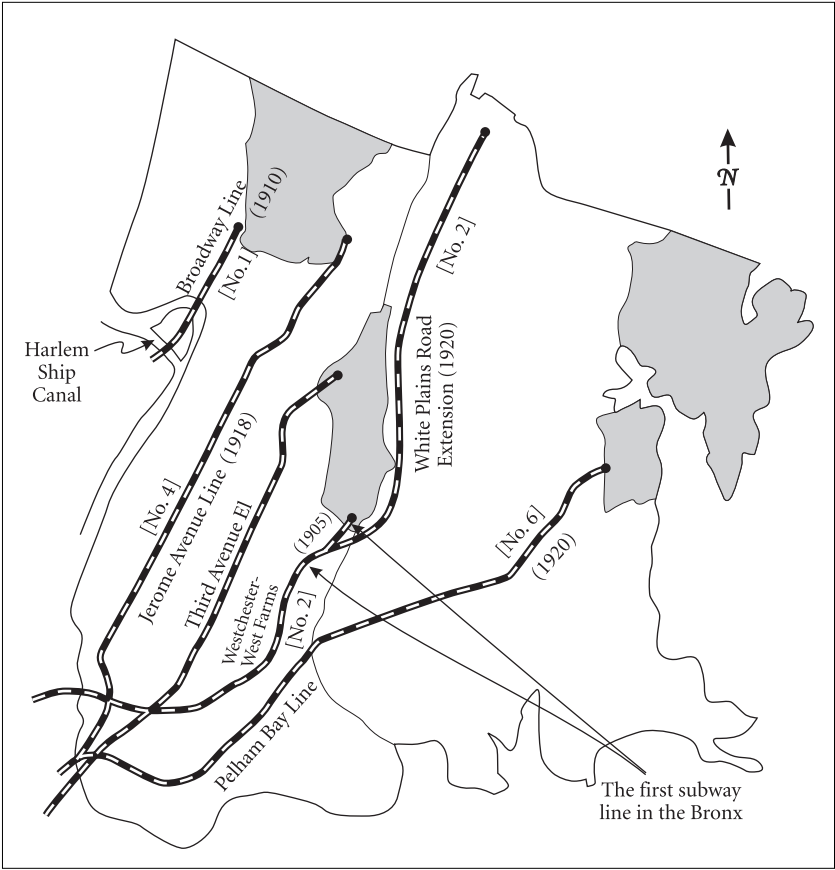 N
Broadway Line
(1910)
[No.1]
[No. 2]
Harlem
Ship
Canal
White Plains Road
Extension (1920)
[No. 4]
Jerome Avenue Line (1918)
Third Avenue El
(1905)
[No. 6]
(1920)
Westchester-
West Farms
[No. 2]
Pelham Bay Line
The first subway
line in the Bronx